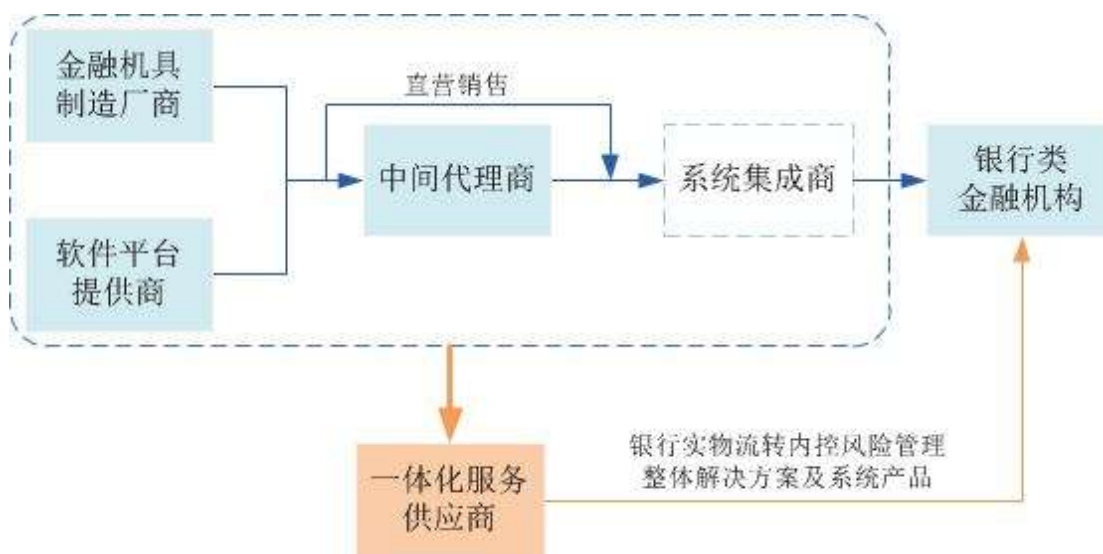 金融机具
制造厂商
直营销售
中间代理商
系统集成商
银行类
金融机构
软件平台
提供商
银行实物流转内控风险管理
整体解决方案及系统产品
一体化服务
供应商